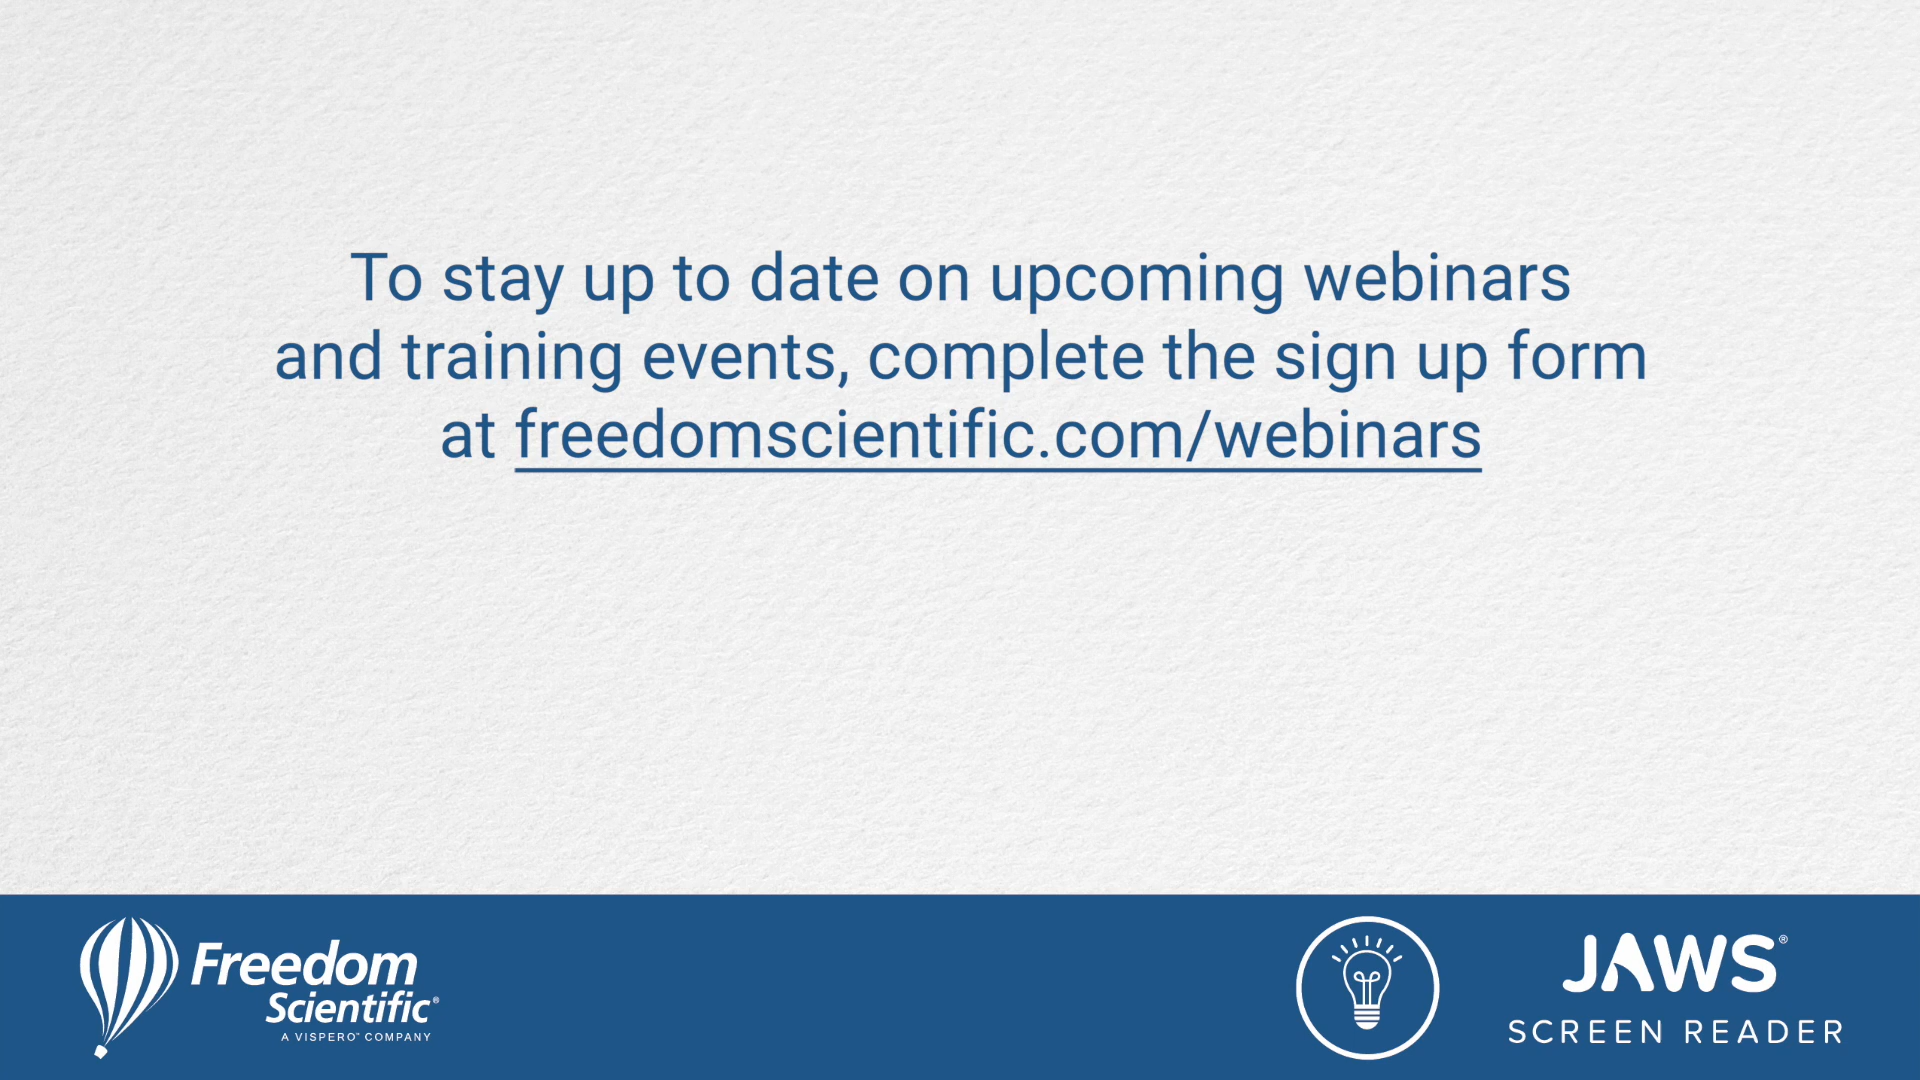 To stay up to date on upcoming webinars
and training events, complete the sign up form
at freedomscientific.com/webinars
Freedom
Scientific®
A VISPERO™ COMPANY
JAWS®
SCREEN READER